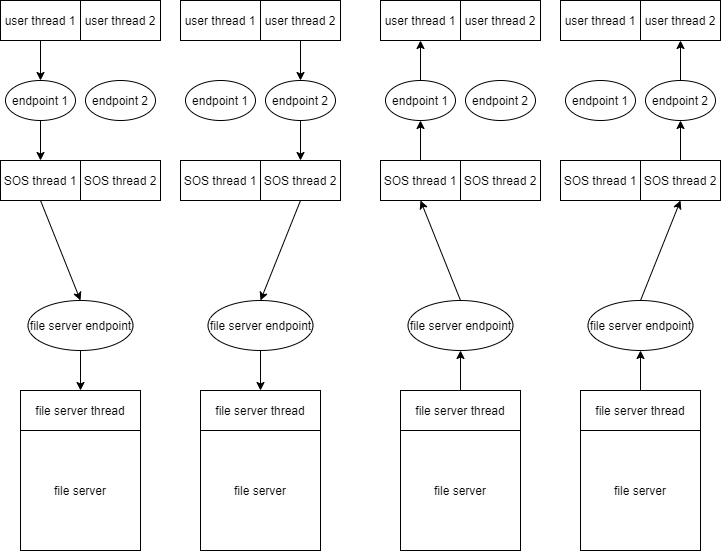 user thread 1 user thread 2 user thread 1 user thread 2 user thread 1 user thread 2 user thread 1 user thread 2
endpoint 1 endpoint 2 endpoint 1 endpoint 2 endpoint 1 endpoint 2 endpoint 1 endpoint 2
SOS thread 1 SOS thread 2 SOS thread 1 SOS thread 2 SOS thread 1 SOS thread 2 SOS thread 1 SOS thread 2
file server endpoint file server endpoint file server endpoint file server endpoint
file server thread file server thread file server thread file server thread
file server file server file server file server